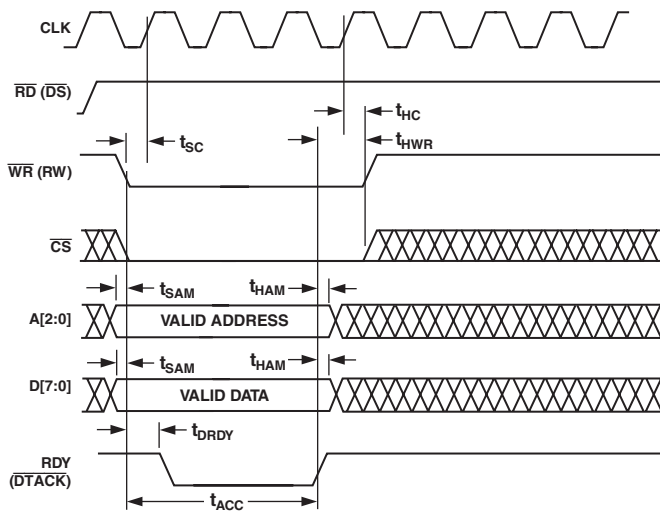 CLK
RD (DS)
tHC
tSC
tHWR
WR (RW)
CS
tSAM
tHAM
A[2:0]
VALID ADDRESS
tSAM
tHAM
D[7:0]
VALID DATA
tDRDY
RDY
(DTACK)
tACC